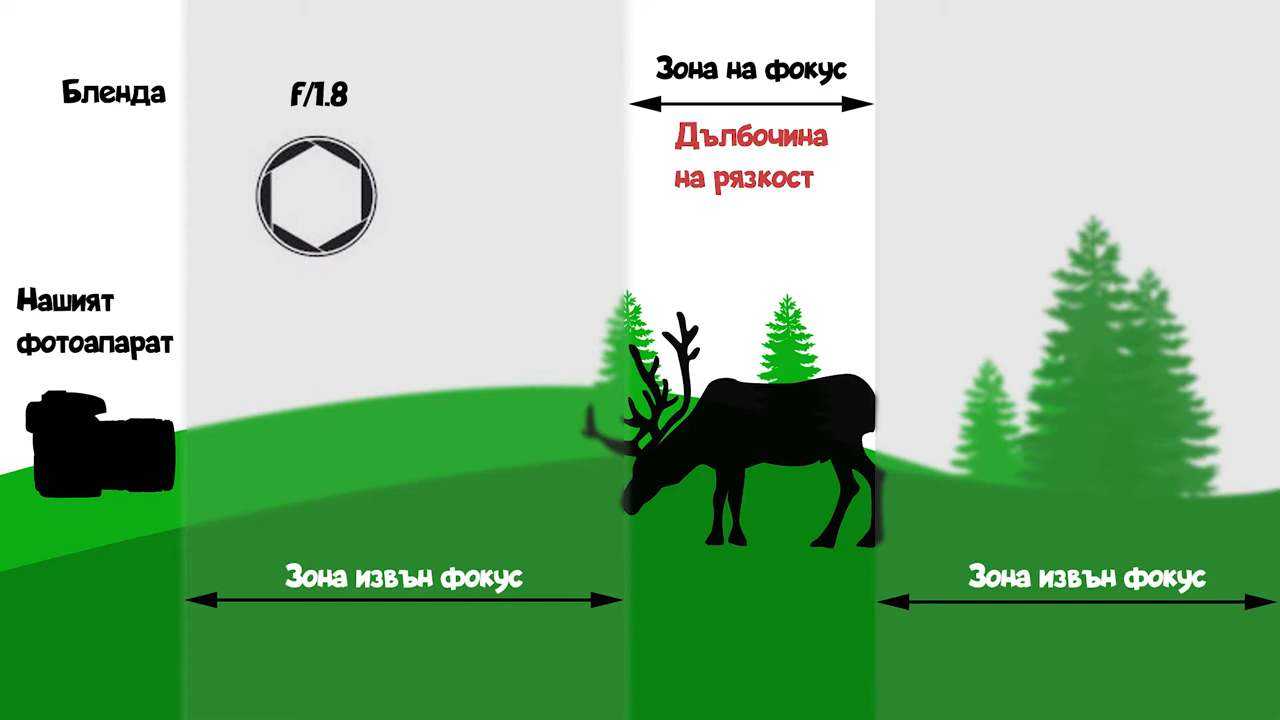 Бленда
f/1.8
Зона на фокус
Дълбочина
на рязкост
Нашият
фотоапарат
Зона извън фокус
Зона извън фокус